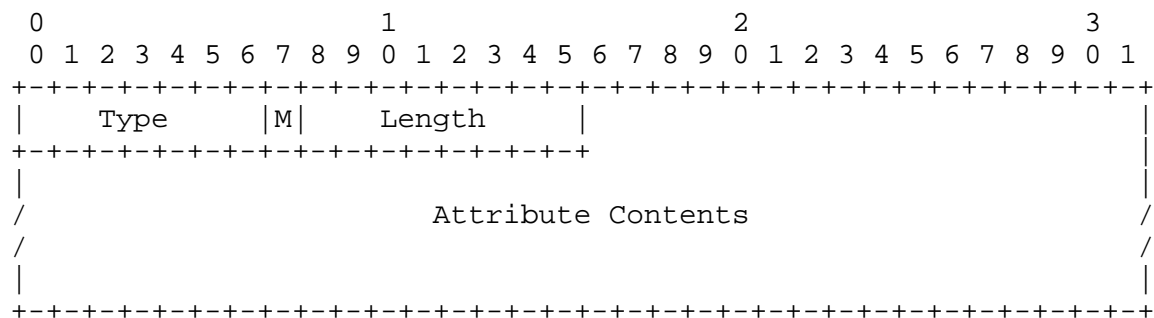 0                   1                   2                   3
 0 1 2 3 4 5 6 7 8 9 0 1 2 3 4 5 6 7 8 9 0 1 2 3 4 5 6 7 8 9 0 1
+-+-+-+-+-+-+-+-+-+-+-+-+-+-+-+-+-+-+-+-+-+-+-+-+-+-+-+-+-+-+-+-+
|    Type     |M|    Length     |                               |
+-+-+-+-+-+-+-+-+-+-+-+-+-+-+-+-+                               |
|                                                               |
/                       Attribute Contents                      /
/                                                               /
|                                                               |
+-+-+-+-+-+-+-+-+-+-+-+-+-+-+-+-+-+-+-+-+-+-+-+-+-+-+-+-+-+-+-+-+